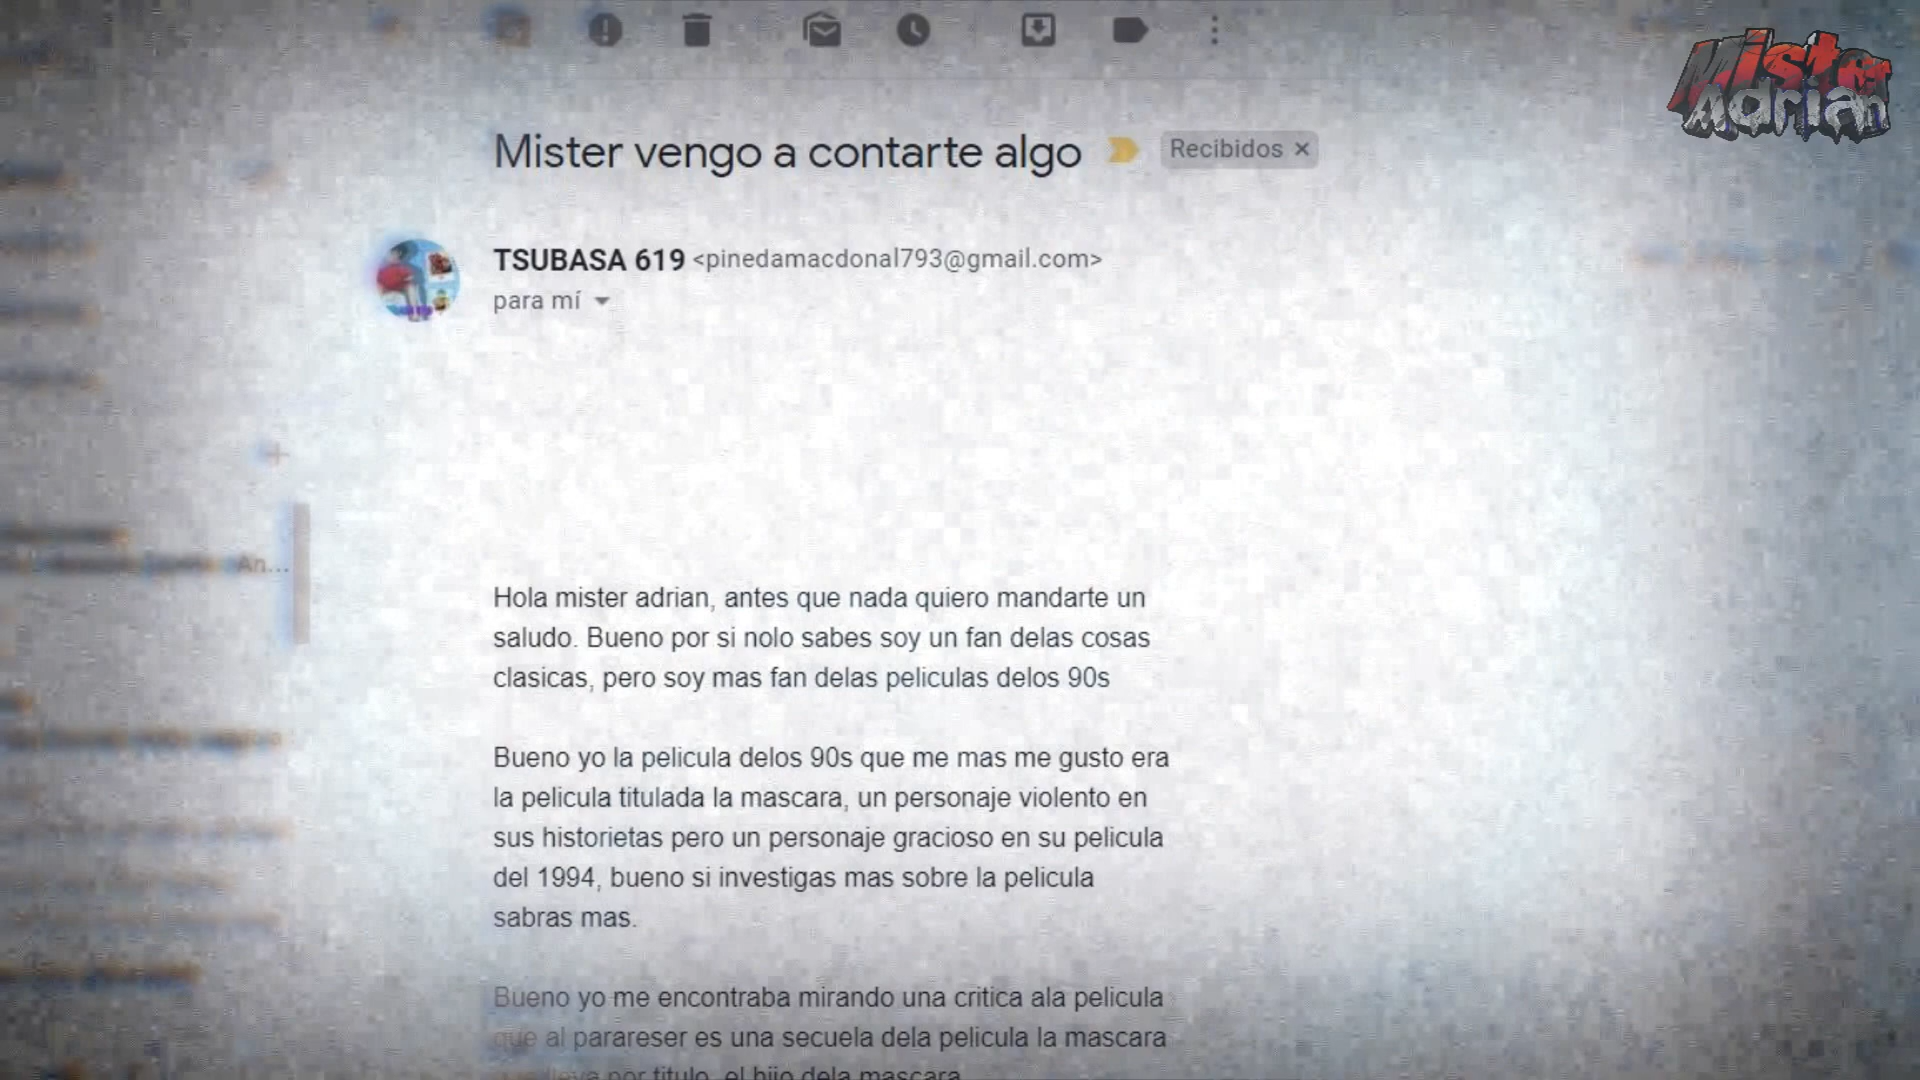 Mister Adrian
Mister vengo a contarte algo Recibidos ×
TSUBASA 619 <pinedamacdonal793@gmail.com>
para mí
An...
Hola mister adrian, antes que nada quiero mandarte un
saludo. Bueno por si nolo sabes soy un fan delas cosas
clasicas, pero soy mas fan delas peliculas delos 90s
Bueno yo la pelicula delos 90s que me mas me gusto era
la pelicula titulada la mascara, un personaje violento en
sus historietas pero un personaje gracioso en su pelicula
del 1994, bueno si investigas mas sobre la pelicula
sabras mas.
Bueno yo me encontraba mirando una critica ala pelicula
que al parareser es una secuela dela pelicula la mascara
lleva por titulo, el hijo dela mascara